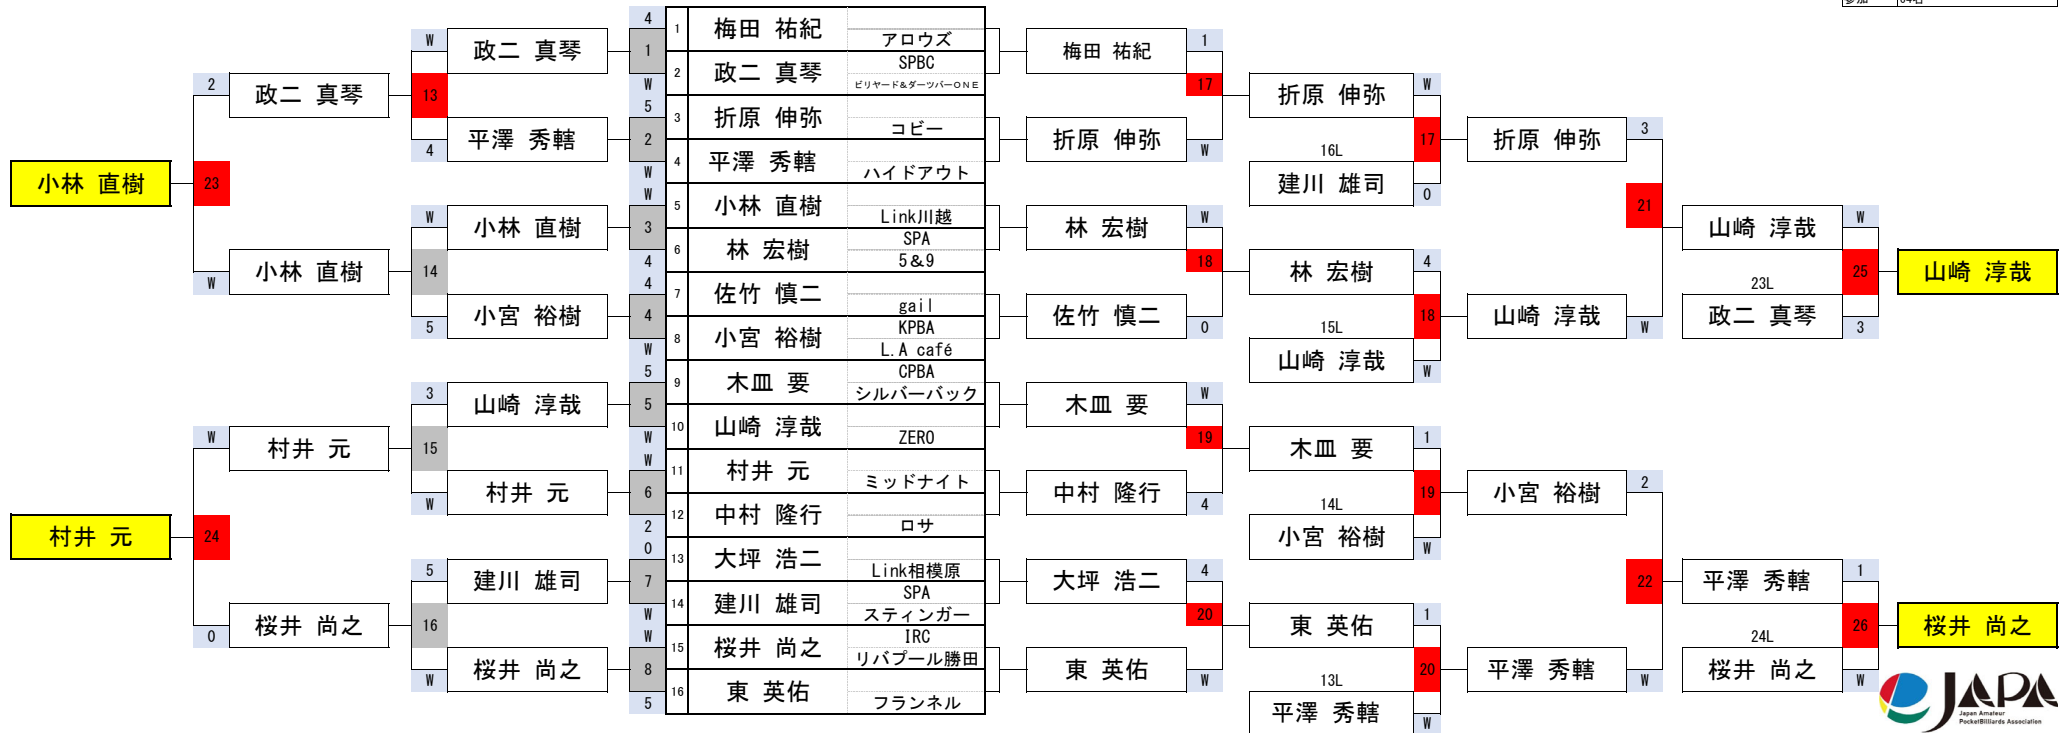 参加 64名
小林 直樹
村井 元
23
24
2
政二 真琴
W
小林 直樹
W
村井 元
0
桜井 尚之
13
14
15
16
W
政二 真琴
4
平澤 秀轄
W
小林 直樹
5
小宮 裕樹
3
山崎 淳哉
W
村井 元
5
建川 雄司
W
桜井 尚之
4
1
W
5
2
W
W
3
4
4
4
W
5
5
W
W
6
2
0
7
W
W
8
5
1 梅田 祐紀 アロウズ
2 政二 真琴 SPBC
ビリヤード&ダーツバーONE
3 折原 伸弥 コビー
4 平澤 秀轄 ハイドアウト
5 小林 直樹 Link川越
6 林 宏樹 SPA
5&9
7 佐竹 慎二 gail
8 小宮 裕樹 KPBA
L.A café
9 木皿 要 CPBA
シルバーバック
10 山崎 淳哉 ZERO
11 村井 元 ミッドナイト
12 中村 隆行 ロサ
13 大坪 浩二 Link相模原
14 建川 雄司 SPA
スティンガー
15 桜井 尚之 IRC
リバプール勝田
16 東 英佑 フランネル
梅田 祐紀 1
17
折原 伸弥 W
林 宏樹 W
18
佐竹 慎二 0
木皿 要 W
19
中村 隆行 4
大坪 浩二 4
20
東 英佑 W
折原 伸弥 W
16L 17
建川 雄司 0
林 宏樹 4
15L 18
山崎 淳哉 W
木皿 要 1
14L 19
小宮 裕樹 W
東 英佑 1
13L 20
平澤 秀轄 W
折原 伸弥 3
21
山崎 淳哉 W
小宮 裕樹 2
22
平澤 秀轄 W
山崎 淳哉 W
23L 25
政二 真琴 3
平澤 秀轄 1
24L 26
桜井 尚之 W
山崎 淳哉
桜井 尚之
JAPA
Japan Amateur
PocketBilliards Association